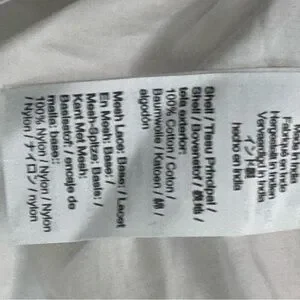 Made in India
Fabriqué en Inde
Hergestellt in Indien
Vervaardigd in India
インド製
hecho en India
Shell / Tissu Principal /
Shell / Bovenstof / 表地 /
tela exterior
100% Cotton / Coton /
Baumwolle / Katoen / 綿 /
algodón
Mesh Lace: Base: / Lacet
En Mesh: Base: /
Mesh-Spitze: Basis: /
Kant Met Mesh:
Basisstof / encaje de
malla: base:
100% Nylon / Nylon / Nylon
/ Nylon / ナイロン / nylon